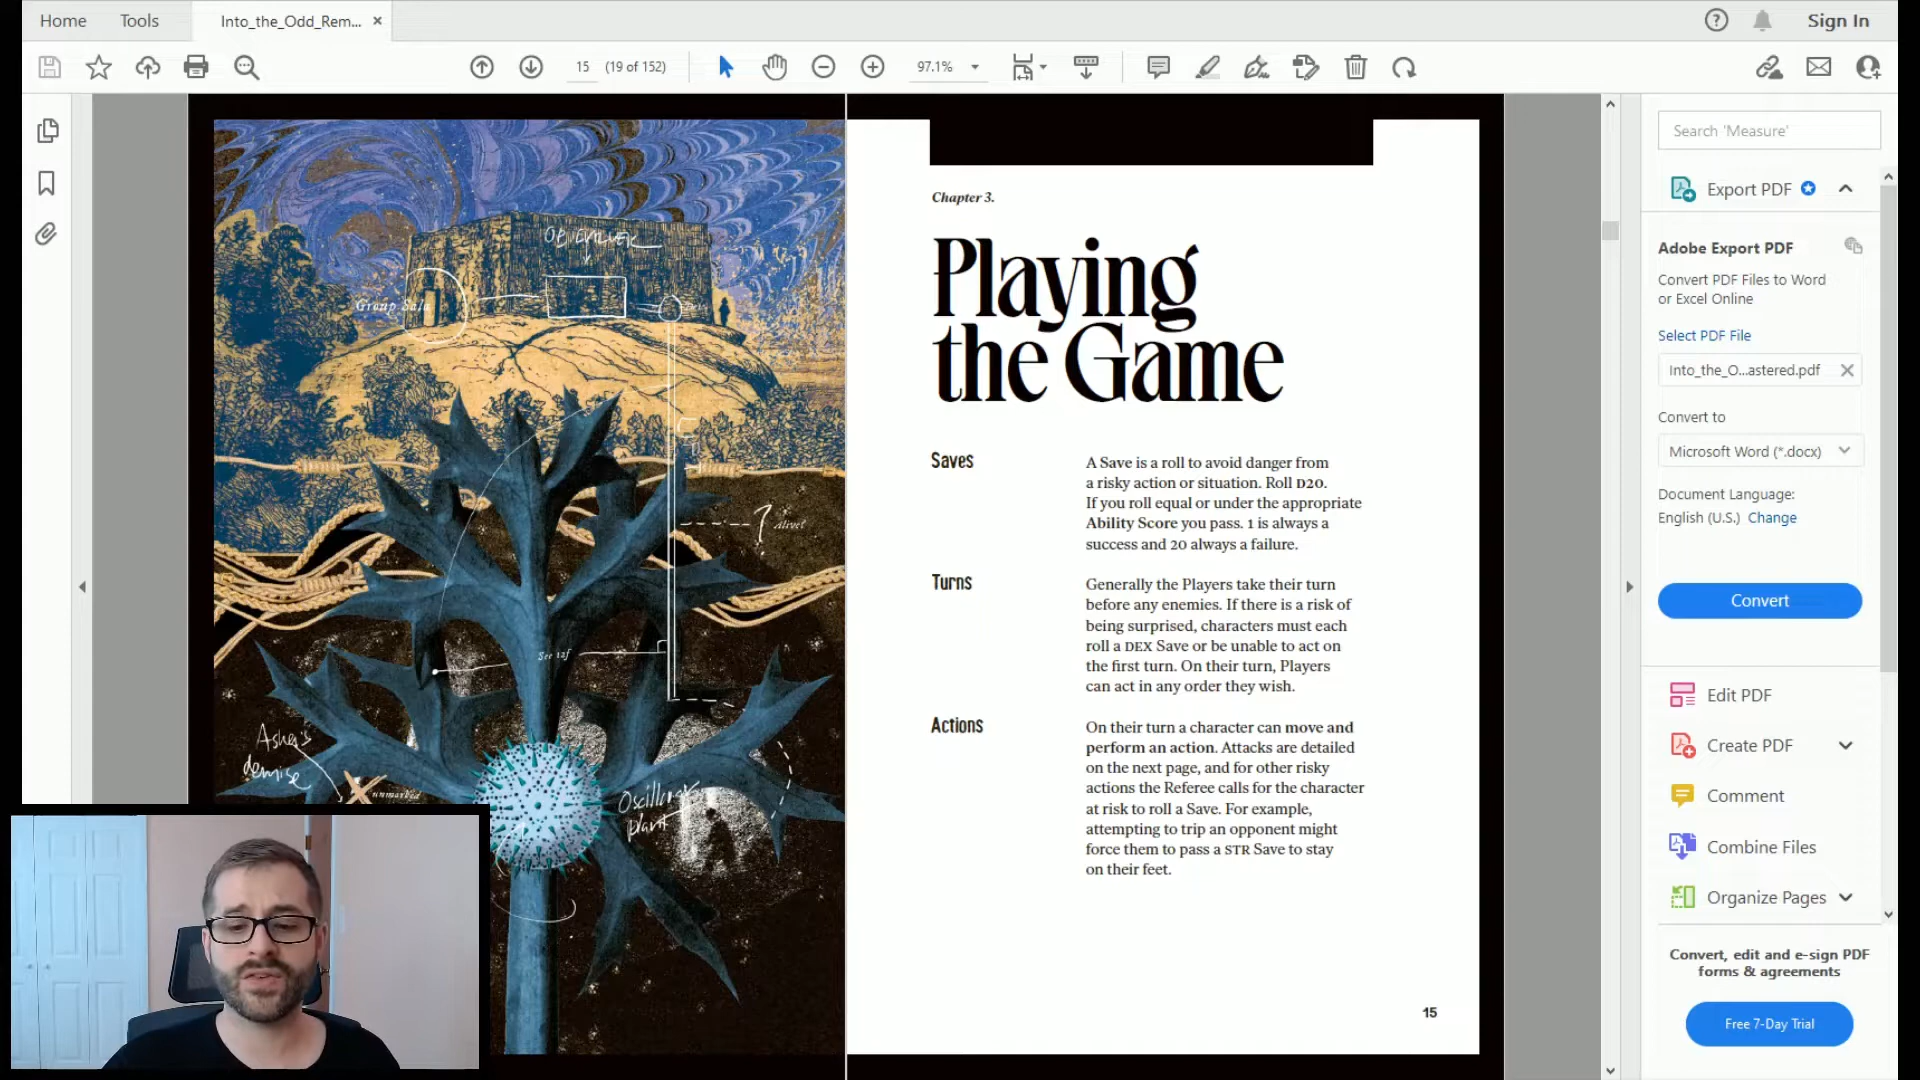 Home
Tools
Into_the_Odd_Rem...
Sign In
15
(19 of 152)
97.1%
Search 'Measure'
Export PDF
Adobe Export PDF
Convert PDF Files to Word
or Excel Online
Select PDF File
Into_the_O...astered.pdf
Convert to
Microsoft Word (*.docx)
Document Language:
English (U.S.) Change
Convert
Edit PDF
Create PDF
Comment
Combine Files
Organize Pages
Convert, edit and e-sign PDF
forms & agreements
Free 7-Day Trial
Alive?
Asher's
demise
unmarked
plant
Chapter 3.
Playing
the Game
Saves
A Save is a roll to avoid danger from
a risky action or situation. Roll D20.
If you roll equal or under the appropriate
Ability Score you pass. 1 is always a
success and 20 always a failure.
Turns
Generally the Players take their turn
before any enemies. If there is a risk of
being surprised, characters must each
roll a DEX Save or be unable to act on
the first turn. On their turn, Players
can act in any order they wish.
Actions
On their turn a character can move and
perform an action. Attacks are detailed
on the next page, and for other risky
actions the Referee calls for the character
at risk to roll a Save. For example,
attempting to trip an opponent might
force them to pass a STR Save to stay
on their feet.
15